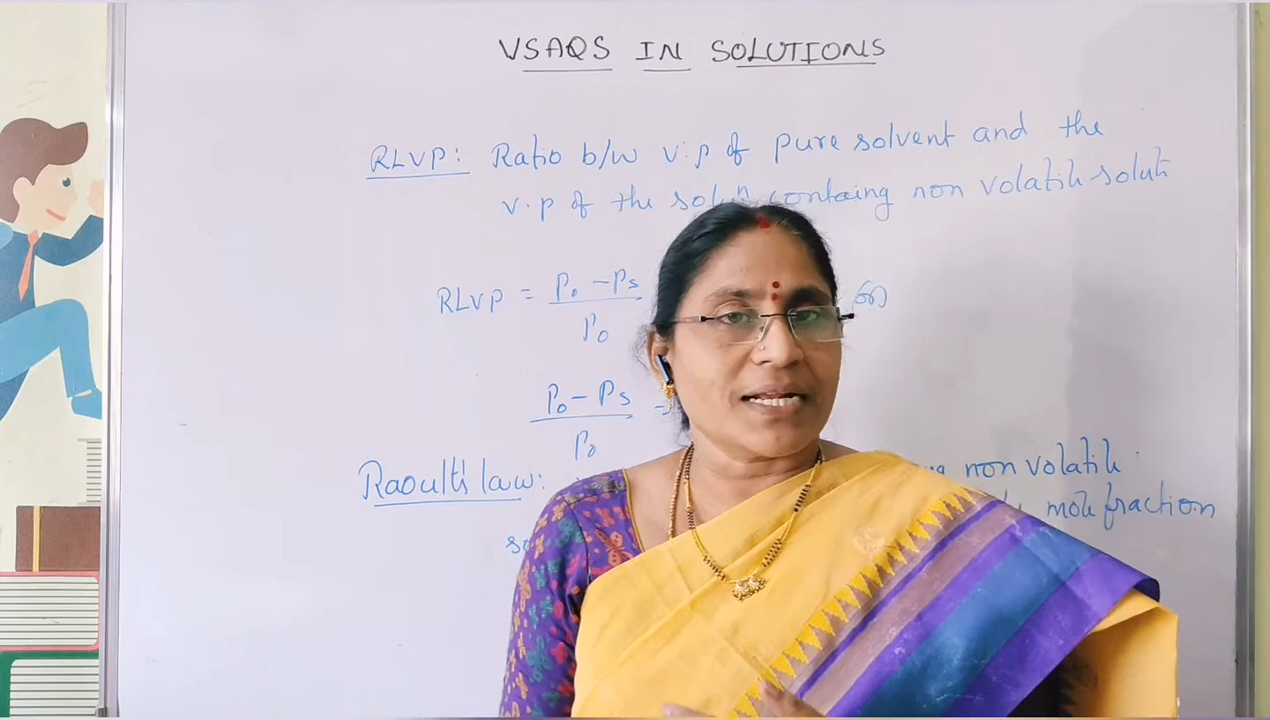 VSAQS IN SOLUTIONS
RLVP: Ratio b/w v.p of pure solvent and the
v.p of the solun containg non volatile solute
RLVP = P₀ - Ps / P₀
P₀ - Ps / P₀ =
Raoult's law: non volatile
mole fraction